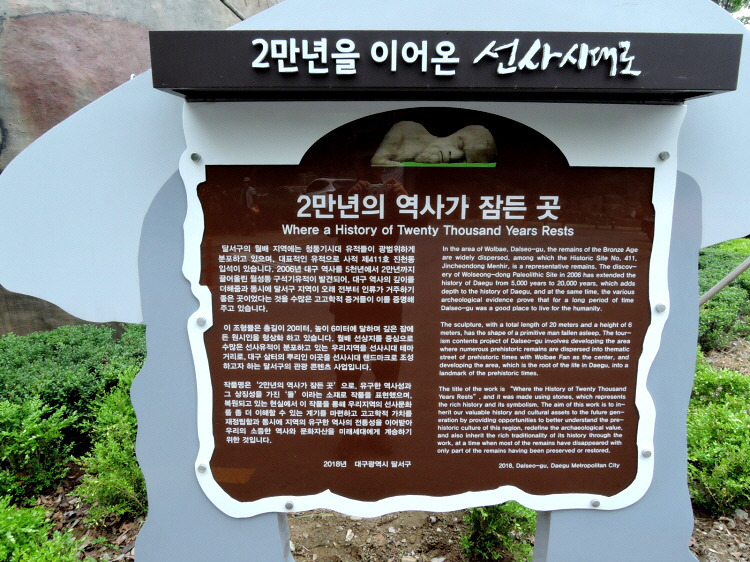 2만년을 이어온 선사시대로
2만년의 역사가 잠든 곳
Where a History of Twenty Thousand Years Rests
달서구의 월배 지역에는 청동기시대 유적들이 광범위하게
분포하고 있으며, 대표적인 유적으로 사적 제411호 진천동
입석이 있습니다. 2006년 대구 역사를 5천년에서 2만년까지
끌어올린 월성동 구석기유적이 발견되어, 대구 역사의 깊이를
더해줌과 동시에 달서구 지역이 오래 전부터 인류가 거주하기
좋은 곳이었다는 것을 수많은 고고학적 증거들이 이를 증명해
주고 있습니다.
이 조형물은 총길이 20미터, 높이 6미터에 달하며 깊은 잠에
든 원시인을 형상화 하고 있습니다. 월배 선상지를 중심으로
수많은 선사유적이 분포하고 있는 우리지역을 선사시대 테마
거리로, 대구 삶터의 뿌리인 이곳을 선사시대 랜드마크로 조성
하고자 하는 달서구의 관광 콘텐츠 사업입니다.
작품명은 '2만년의 역사가 잠든 곳' 으로, 유구한 역사성과
그 상징성을 가진 '돌' 이라는 소재로 작품을 표현했으며,
복원되고 있는 현실에서 이 작품을 통해 우리지역의 선사문화
를 좀 더 이해할 수 있는 계기를 마련하고 고고학적 가치를
재정립함과 동시에 지역의 유구한 역사의 전통성을 이어받아
우리의 소중한 역사와 문화자산을 미래세대에게 계승하기
위한 것입니다.
2018년 대구광역시 달서구
In the area of Wolbae, Dalseo-gu, the remains of the Bronze Age
are widely dispersed, among which the Historic Site No. 411,
Jincheondong Menhir, is a representative remains. The discov-
ery of Wolseong-dong Paleolithic Site in 2006 has extended the
history of Daegu from 5,000 years to 20,000 years, which adds
depth to the history of Daegu, and at the same time, the various
archeological evidence prove that for a long period of time
Dalseo-gu was a good place to live for the humanity.
The sculpture, with a total length of 20 meters and a height of 6
meters, has the shape of a primitive man fallen asleep. The tour-
ism contents project of Dalseo-gu involves developing the area
where numerous prehistoric remains are dispersed into thematic
street of prehistoric times with Wolbae Fan as the center, and
developing the area, which is the root of life in Daegu, into a
landmark of the prehistoric times.
The title of the work is "Where the History of Twenty Thousand
Years Rests", and it was made using stones, which represents
the rich history and its symbolism. The aim of this work is to in-
herit our valuable history and cultural assets to the future gen-
eration by providing opportunities to better understand the pre-
historic culture of this region, redefine the archaeological value,
and also inherit the rich traditionality of its history through the
work, at a time when most of the remains have disappeared with
only part of the remains having been preserved or restored.
2018, Dalseo-gu, Daegu Metropolitan City